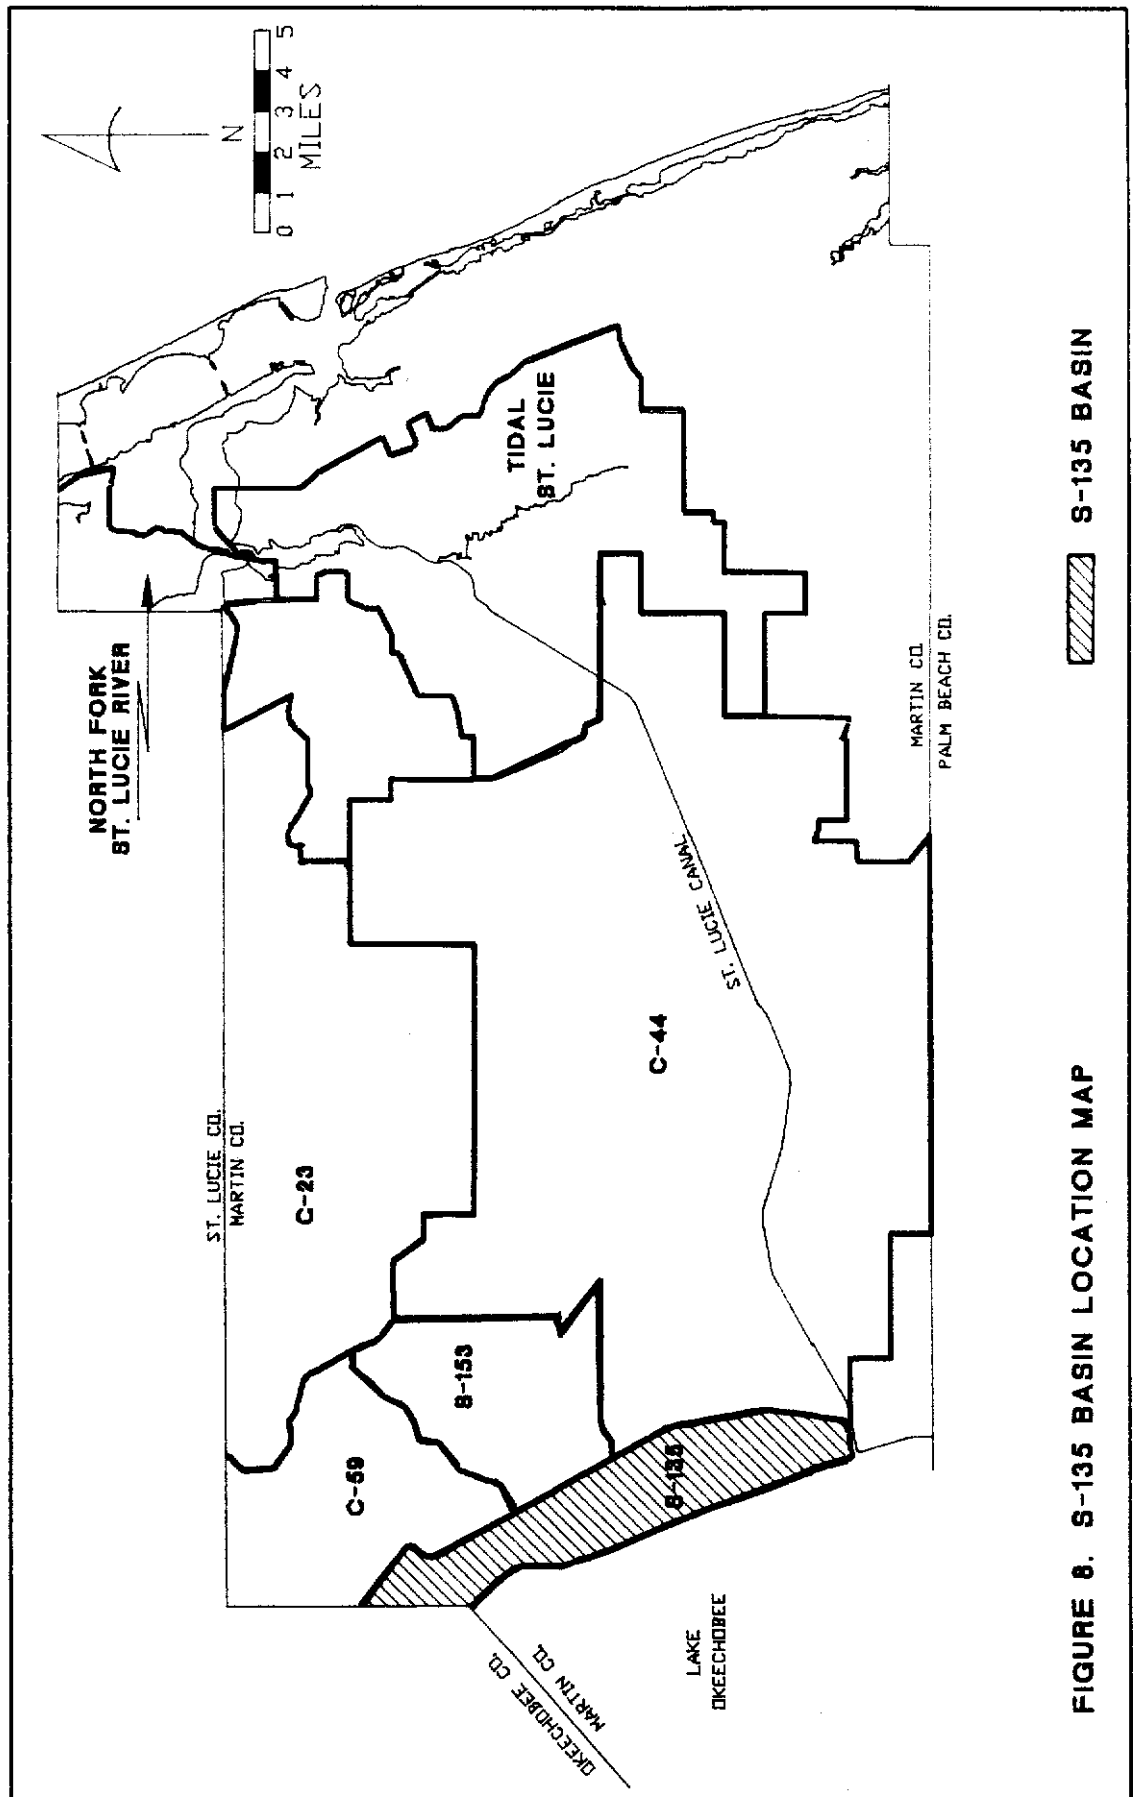 N
0 1 2 3 4 5
MILES
NORTH FORK
ST. LUCIE RIVER
TIDAL
ST. LUCIE
ST. LUCIE CO.
MARTIN CO.
C-23
C-59
S-153
S-135
C-44
ST. LUCIE CANAL
MARTIN CO.
PALM BEACH CO.
OKEECHOBEE CO.
MARTIN CO.
LAKE
OKEECHOBEE
FIGURE 8. S-135 BASIN LOCATION MAP
S-135 BASIN